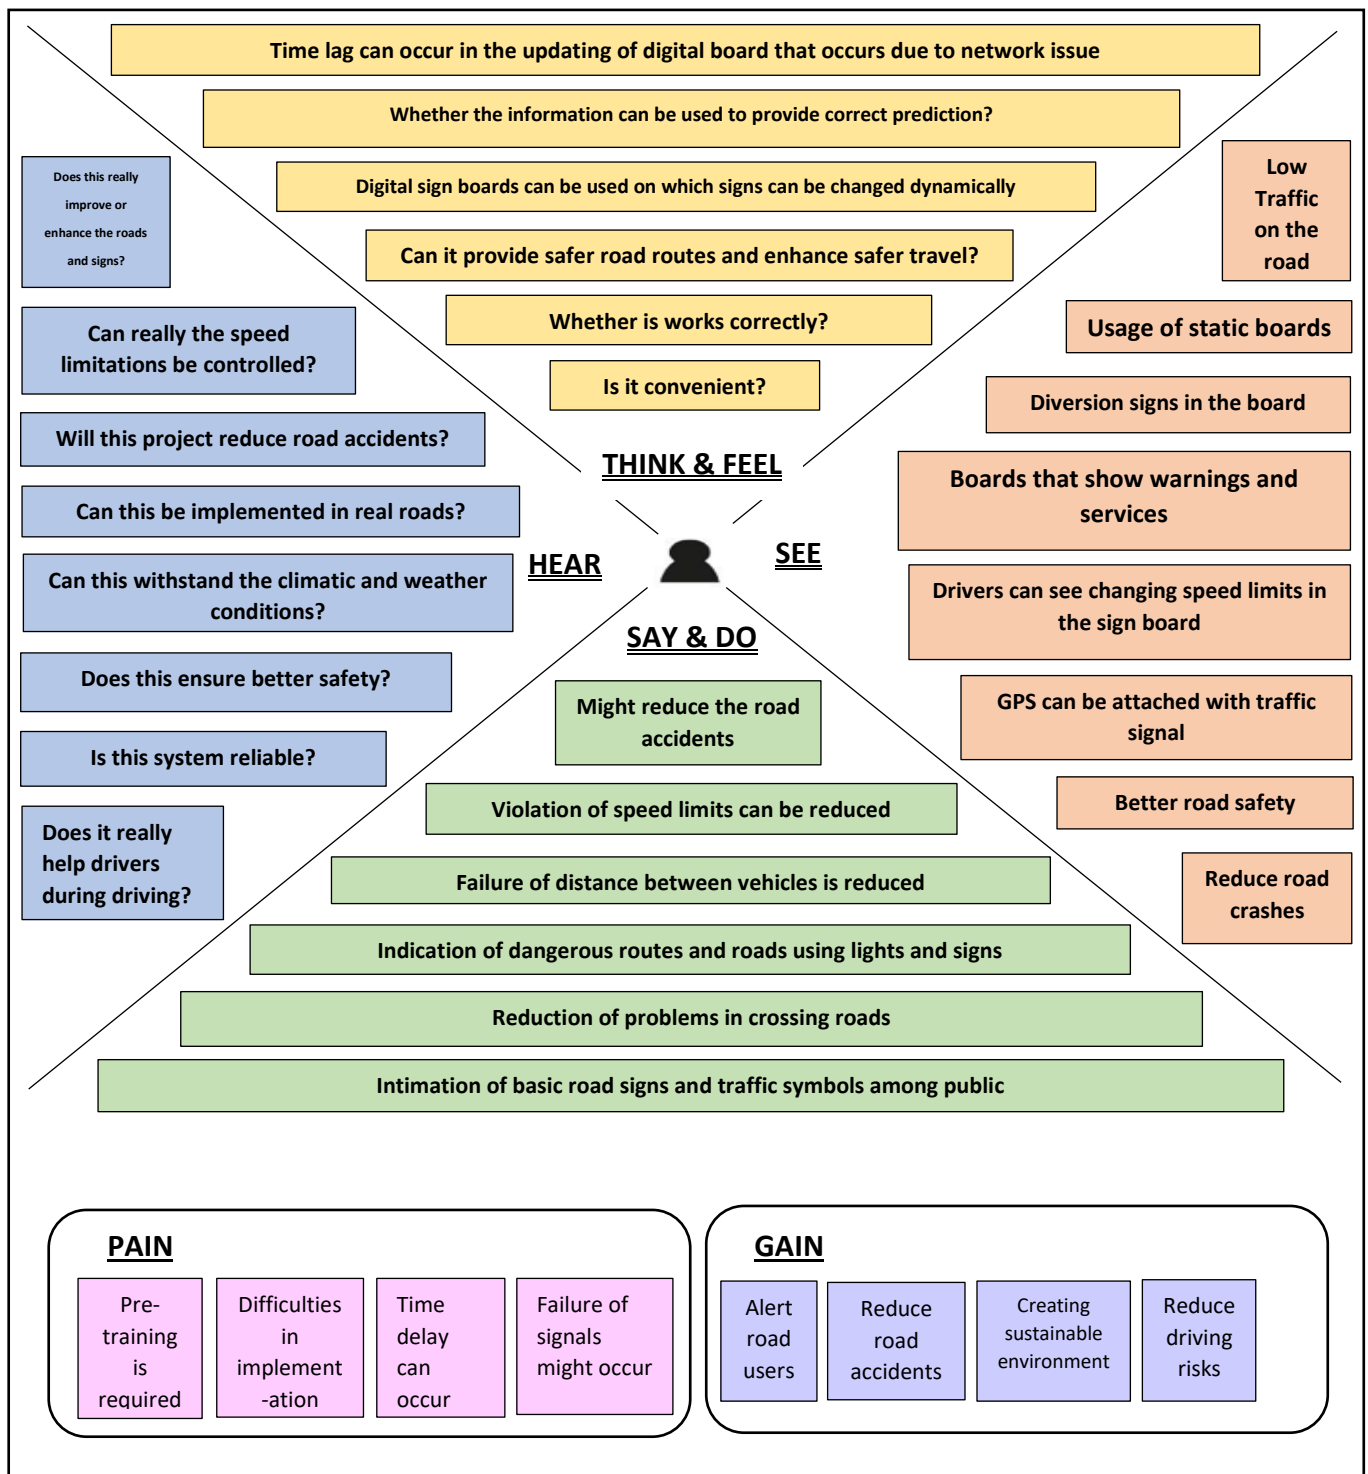 Time lag can occur in the updating of digital board that occurs due to network issue
Whether the information can be used to provide correct prediction?
Digital sign boards can be used on which signs can be changed dynamically
Can it provide safer road routes and enhance safer travel?
Whether is works correctly?
Is it convenient?
THINK & FEEL
Does this really
improve or
enhance the roads
and signs?
Can really the speed
limitations be controlled?
Will this project reduce road accidents?
Can this be implemented in real roads?
Can this withstand the climatic and weather
conditions?
Does this ensure better safety?
Is this system reliable?
Does it really
help drivers
during driving?
HEAR
SEE
Low
Traffic
on the
road
Usage of static boards
Diversion signs in the board
Boards that show warnings and
services
Drivers can see changing speed limits in
the sign board
GPS can be attached with traffic
signal
Better road safety
Reduce road
crashes
SAY & DO
Might reduce the road
accidents
Violation of speed limits can be reduced
Failure of distance between vehicles is reduced
Indication of dangerous routes and roads using lights and signs
Reduction of problems in crossing roads
Intimation of basic road signs and traffic symbols among public
PAIN
Pre-
training
is
required
Difficulties
in
implement
-ation
Time
delay
can
occur
Failure of
signals
might occur
GAIN
Alert
road
users
Reduce
road
accidents
Creating
sustainable
environment
Reduce
driving
risks